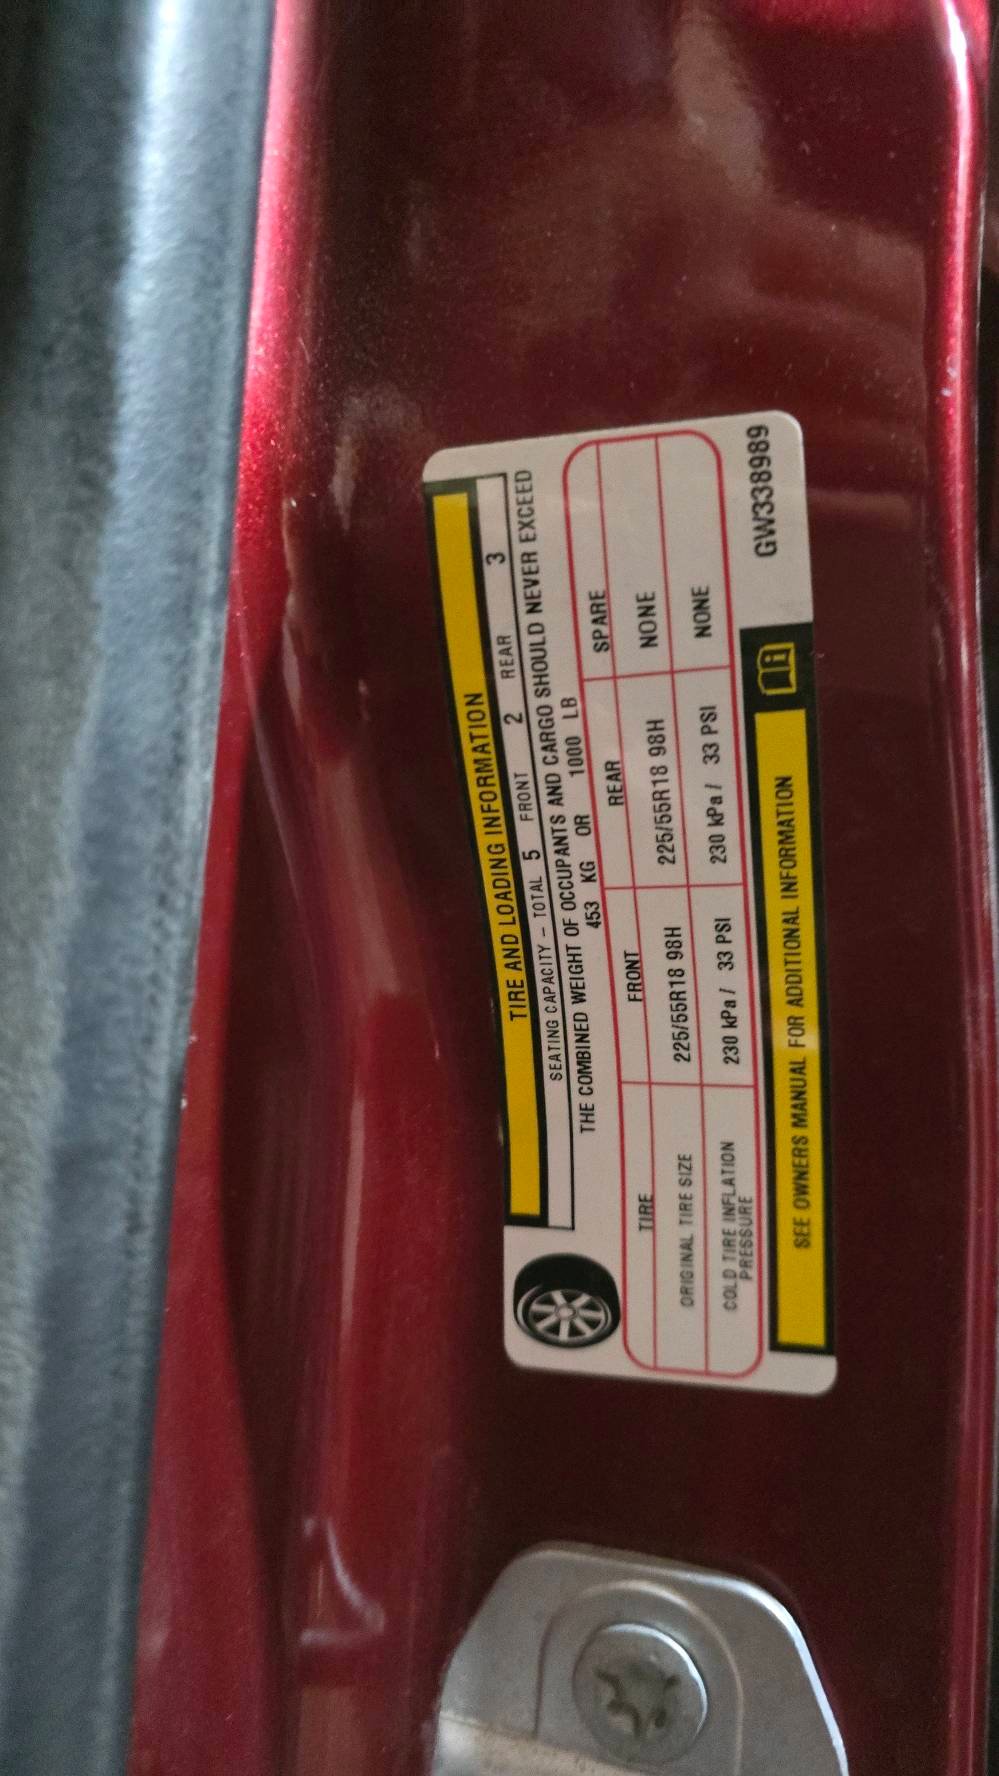 TIRE AND LOADING INFORMATION
SEATING CAPACITY – TOTAL 5 FRONT 2 REAR 3
THE COMBINED WEIGHT OF OCCUPANTS AND CARGO SHOULD NEVER EXCEED
453 KG OR 1000 LB
TIRE FRONT REAR SPARE
ORIGINAL TIRE SIZE 225/55R18 98H 225/55R18 98H NONE
COLD TIRE INFLATION
PRESSURE 230 kPa / 33 PSI 230 kPa / 33 PSI NONE
SEE OWNERS MANUAL FOR ADDITIONAL INFORMATION
GW338989